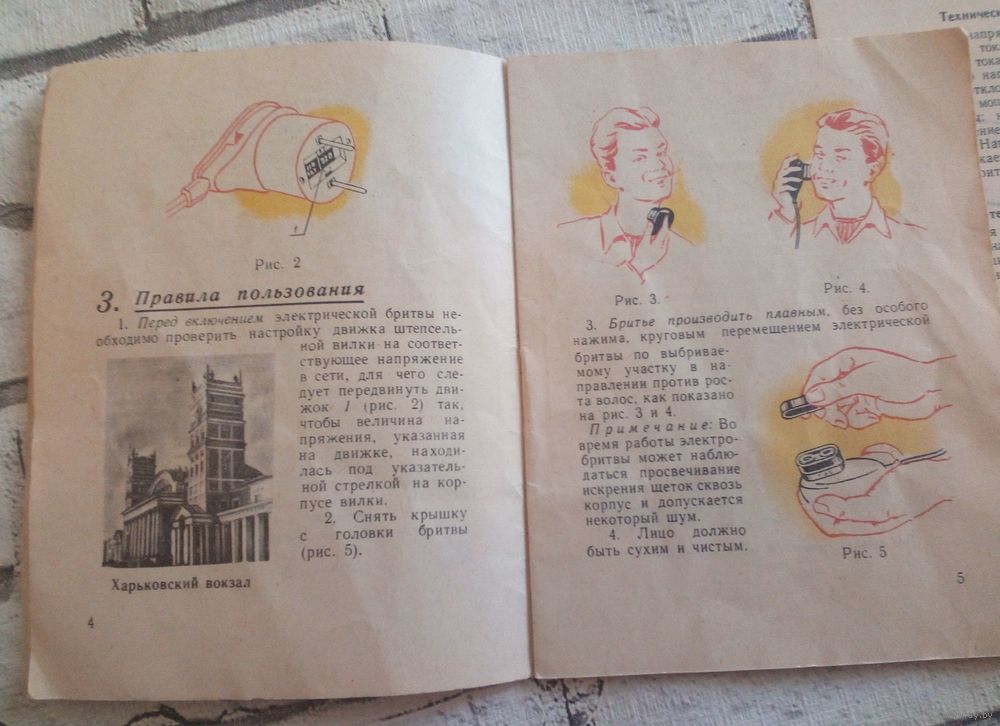 Рис. 2
3. Правила пользования
1. Перед включением электрической бритвы не-
обходимо проверить настройку движка штепсель-
ной вилки на соответ-
ствующее напряжение
в сети, для чего сле-
дует передвинуть дви-
жок 1 (рис. 2) так,
чтобы величина на-
пряжения, указанная
на движке, находи-
лась под указатель-
ной стрелкой на кор-
пусе вилки.
2. Снять крышку
с головки бритвы
(рис. 5).
Харьковский вокзал
4
Рис. 3.
Рис. 4.
3. Бритье производить плавным, без особого
нажима, круговым перемещением электрической
бритвы по выбривае-
мому участку в на-
правлении против рос-
та волос, как показано
на рис. 3 и 4.
Примечание: Во
время работы электро-
бритвы может наблю-
даться просвечивание
искрения щеток сквозь
корпус и допускается
некоторый шум.
4. Лицо должно
быть сухим и чистым.
Рис. 5
5
Техничес
напря
тока
тока